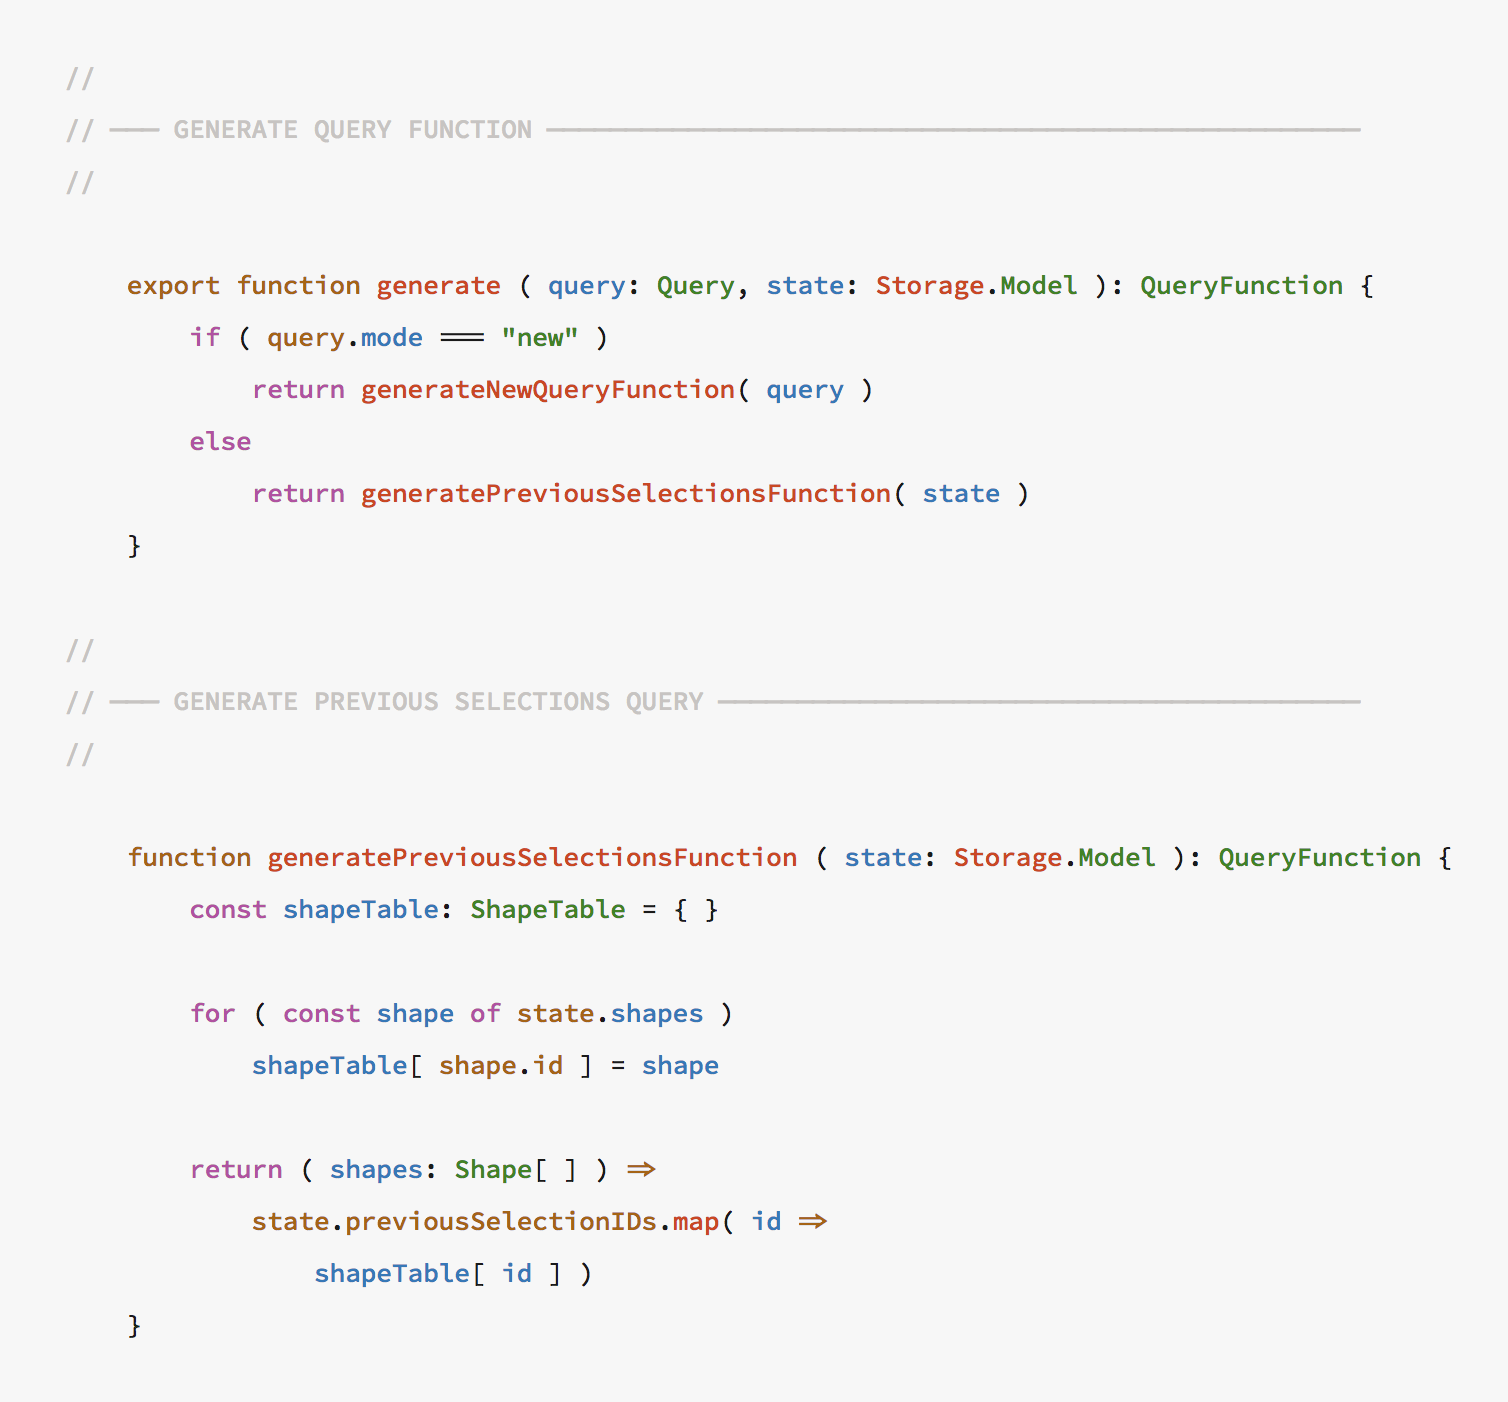 //
// ─── GENERATE QUERY FUNCTION ────────────────────────────────────────────────────
//
export function generate ( query: Query, state: Storage.Model ): QueryFunction {
if ( query.mode === "new" )
return generateNewQueryFunction( query )
else
return generatePreviousSelectionsFunction( state )
}
//
// ─── GENERATE PREVIOUS SELECTIONS QUERY ─────────────────────────────────────────
//
function generatePreviousSelectionsFunction ( state: Storage.Model ): QueryFunction {
const shapeTable: ShapeTable = { }
for ( const shape of state.shapes )
shapeTable[ shape.id ] = shape
return ( shapes: Shape[ ] ) =>
state.previousSelectionIDs.map( id =>
shapeTable[ id ] )
}